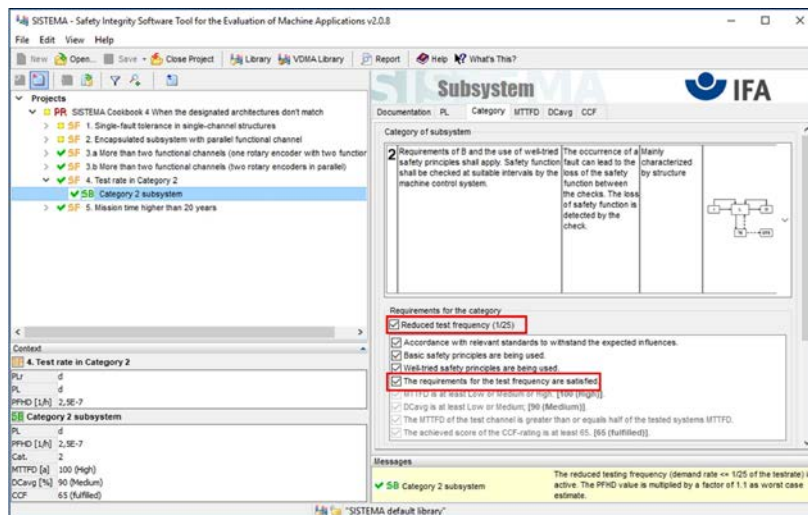 SISTEMA - Safety Integrity Software Tool for the Evaluation of Machine Applications v2.0.8
File Edit View Help
New Open... Save Close Project Library VDMA Library Report Help What's This?
Projects
PR SISTEMA Cookbook 4 When the designated architectures don't match
SF 1. Single-fault tolerance in single-channel structures
SF 2. Encapsulated subsystem with parallel functional channel
SF 3.a More than two functional channels (one rotary encoder with two function
SF 3.b More than two functional channels (two rotary encoders in parallel)
SF 4. Test rate in Category 2
SB Category 2 subsystem
SF 5. Mission time higher than 20 years
Context
4. Test rate in Category 2
PLr d
PL d
PFHD [1/h] 2,5E-7
SB Category 2 subsystem
PL d
PFHD [1/h] 2,5E-7
Cat. 2
MTTFD [a] 100 (High)
DCavg [%] 90 (Medium)
CCF 65 (fulfilled)
SISTEMA
Subsystem
IFA
Documentation PL Category MTTFD DCavg CCF
Category of subsystem
2 Requirements of B and the use of well-tried safety principles shall apply. Safety function shall be checked at suitable intervals by the machine control system.
The occurrence of a fault can lead to the loss of the safety function between the checks. The loss of safety function is detected by the check.
Mainly characterized by structure
Requirements for the category
Reduced test frequency (1/25)
Accordance with relevant standards to withstand the expected influences.
Basic safety principles are being used.
Well-tried safety principles are being used.
The requirements for the test frequency are satisfied.
MTTFD is at least Low or Medium or High. [100 (High)].
DCavg is at least Low or Medium; [90 (Medium)].
The MTTFD of the test channel is greater than or equals half of the tested systems MTTFD.
The achieved score of the CCF-rating is at least 65. [65 (fulfilled)].
Messages
SB Category 2 subsystem
The reduced testing frequency (demand rate <= 1/25 of the testrate) i
active. The PFHD value is multiplied by a factor of 1.1 as worst case
estimate.
"SISTEMA default library"